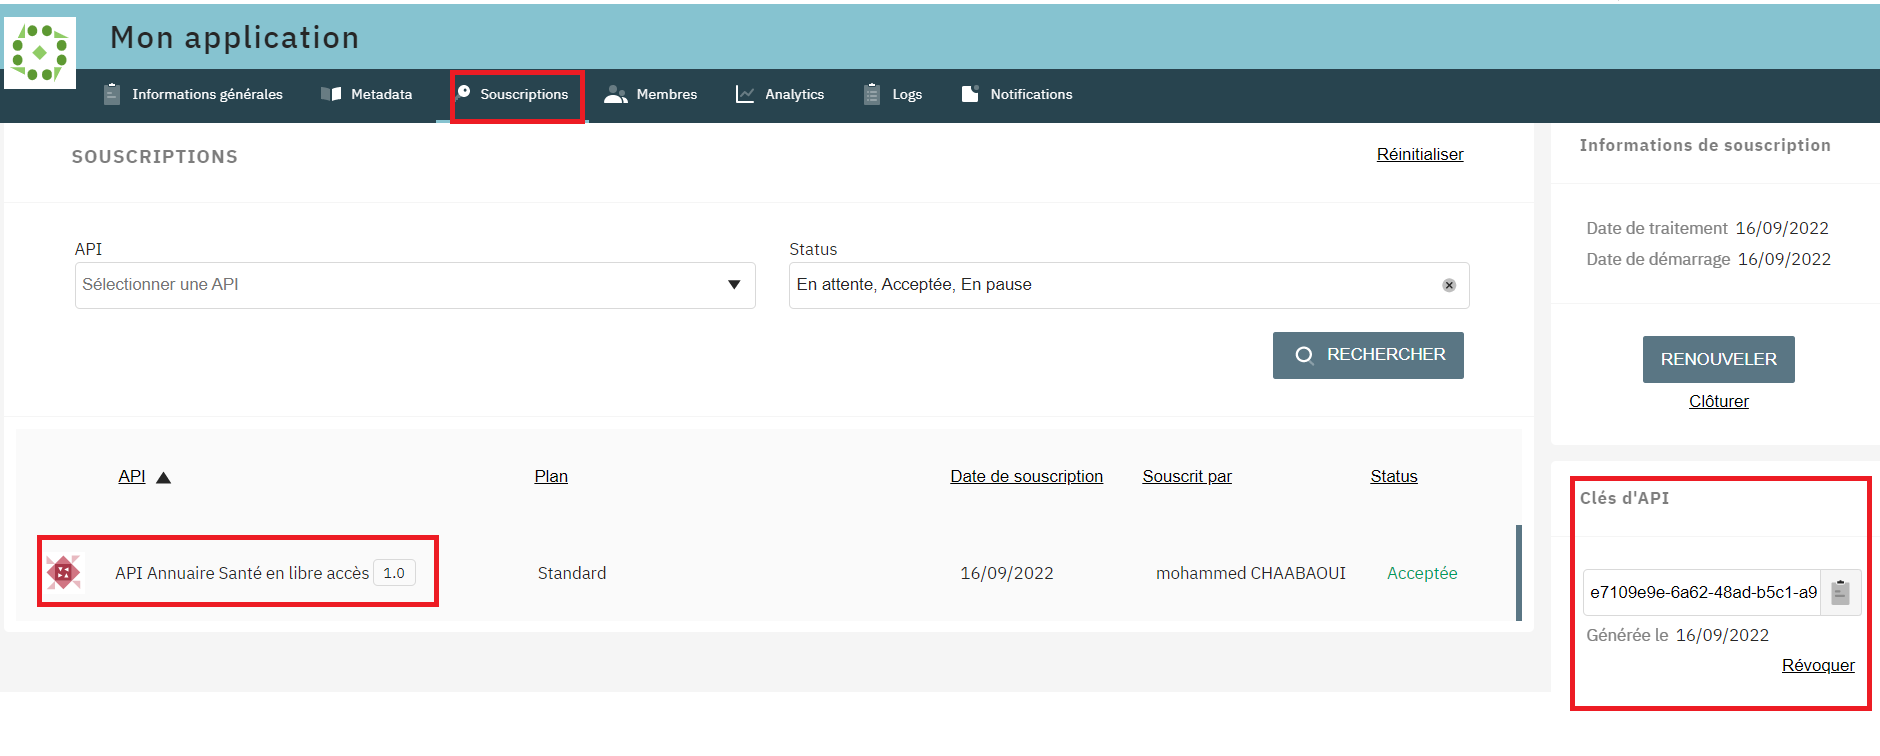 Mon application
Informations générales
Metadata
Souscriptions
Membres
Analytics
Logs
Notifications
SOUSCRIPTIONS
Réinitialiser
API
Sélectionner une API
Status
En attente, Acceptée, En pause
RECHERCHER
API
Plan
Date de souscription
Souscrit par
Status
API Annuaire Santé en libre accès 1.0
Standard
16/09/2022
mohammed CHAABAOUI
Acceptée
Informations de souscription
Date de traitement 16/09/2022
Date de démarrage 16/09/2022
RENOUVELER
Clôturer
Clés d'API
e7109e9e-6a62-48ad-b5c1-a9
Générée le 16/09/2022
Révoquer